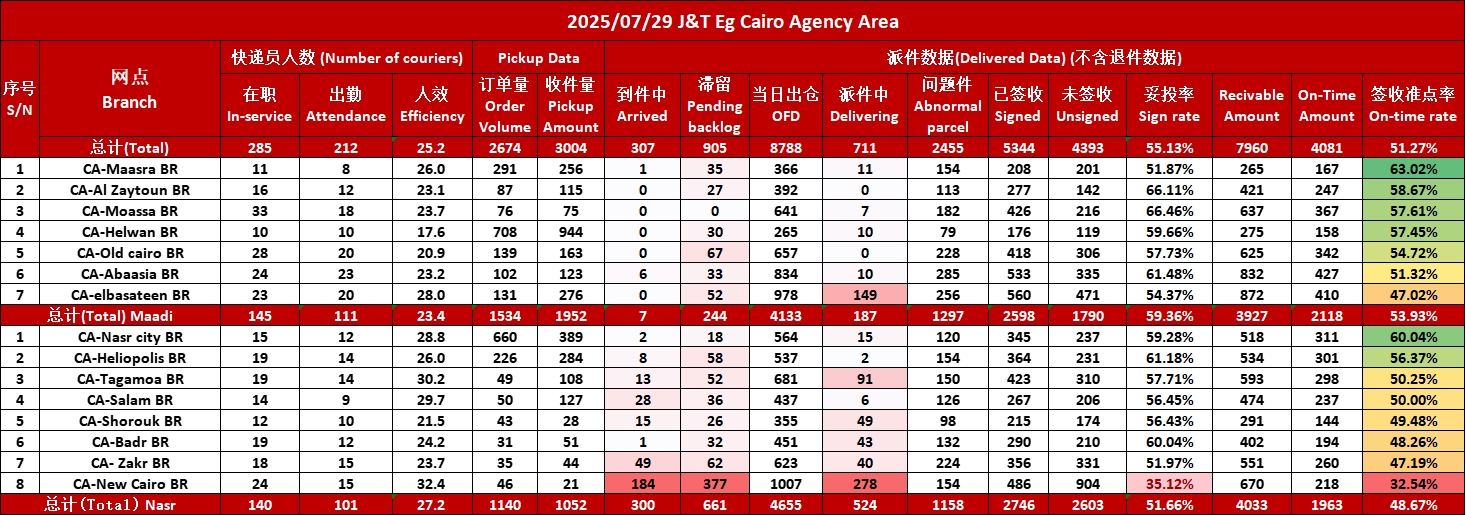 2025/07/29 J&T Eg Cairo Agency Area
序号 S/N 网点 Branch 快递员人数 (Number of couriers) Pickup Data 派件数据(Delivered Data) (不含退件数据)
在职 In-service 出勤 Attendance 人效 Efficiency 订单量 Order Volume 收件量 Pickup Amount 到件中 Arrived 滞留 Pending backlog 当日出仓 OFD 派件中 Delivering 问题件 Abnormal parcel 已签收 Signed 未签收 Unsigned 妥投率 Sign rate Recivable Amount On-Time Amount 签收准点率 On-time rate
总计(Total) 285 212 25.2 2674 3004 307 905 8788 711 2455 5344 4393 55.13% 7960 4081 51.27%
1 CA-Maasra BR 11 8 26.0 291 256 1 35 366 11 154 208 201 51.87% 265 167 63.02%
2 CA-Al Zaytoun BR 16 12 23.1 87 115 0 27 392 0 113 277 142 66.11% 421 247 58.67%
3 CA-Moassa BR 33 18 23.7 76 75 0 0 641 7 182 426 216 66.46% 637 367 57.61%
4 CA-Helwan BR 10 10 17.6 708 944 0 30 265 10 79 176 119 59.66% 275 158 57.45%
5 CA-Old cairo BR 28 20 20.9 139 163 0 67 657 0 228 418 306 57.73% 625 342 54.72%
6 CA-Abaasia BR 24 23 23.2 102 123 6 33 834 10 285 533 335 61.48% 832 427 51.32%
7 CA-elbasateen BR 23 20 28.0 131 276 0 52 978 149 256 560 471 54.37% 872 410 47.02%
总计(Total) Maadi 145 111 23.4 1534 1952 7 244 4133 187 1297 2598 1790 59.36% 3927 2118 53.93%
1 CA-Nasr city BR 15 12 28.8 660 389 2 18 564 15 120 345 237 59.28% 518 311 60.04%
2 CA-Heliopolis BR 19 14 26.0 226 284 8 58 537 2 154 364 231 61.18% 534 301 56.37%
3 CA-Tagamoa BR 19 14 30.2 49 108 13 52 681 91 150 423 310 57.71% 593 298 50.25%
4 CA-Salam BR 14 9 29.7 50 127 28 36 437 6 126 267 206 56.45% 474 237 50.00%
5 CA-Shorouk BR 12 10 21.5 43 28 15 26 355 49 98 215 174 56.43% 291 144 49.48%
6 CA-Badr BR 19 12 24.2 31 51 1 32 451 43 132 290 210 60.04% 402 194 48.26%
7 CA- Zakr BR 18 15 23.7 35 44 49 62 623 40 224 356 331 51.97% 551 260 47.19%
8 CA-New Cairo BR 24 15 32.4 46 21 184 377 1007 278 154 486 904 35.12% 670 218 32.54%
总计(Total) Nasr 140 101 27.2 1140 1052 300 661 4655 524 1158 2746 2603 51.66% 4033 1963 48.67%